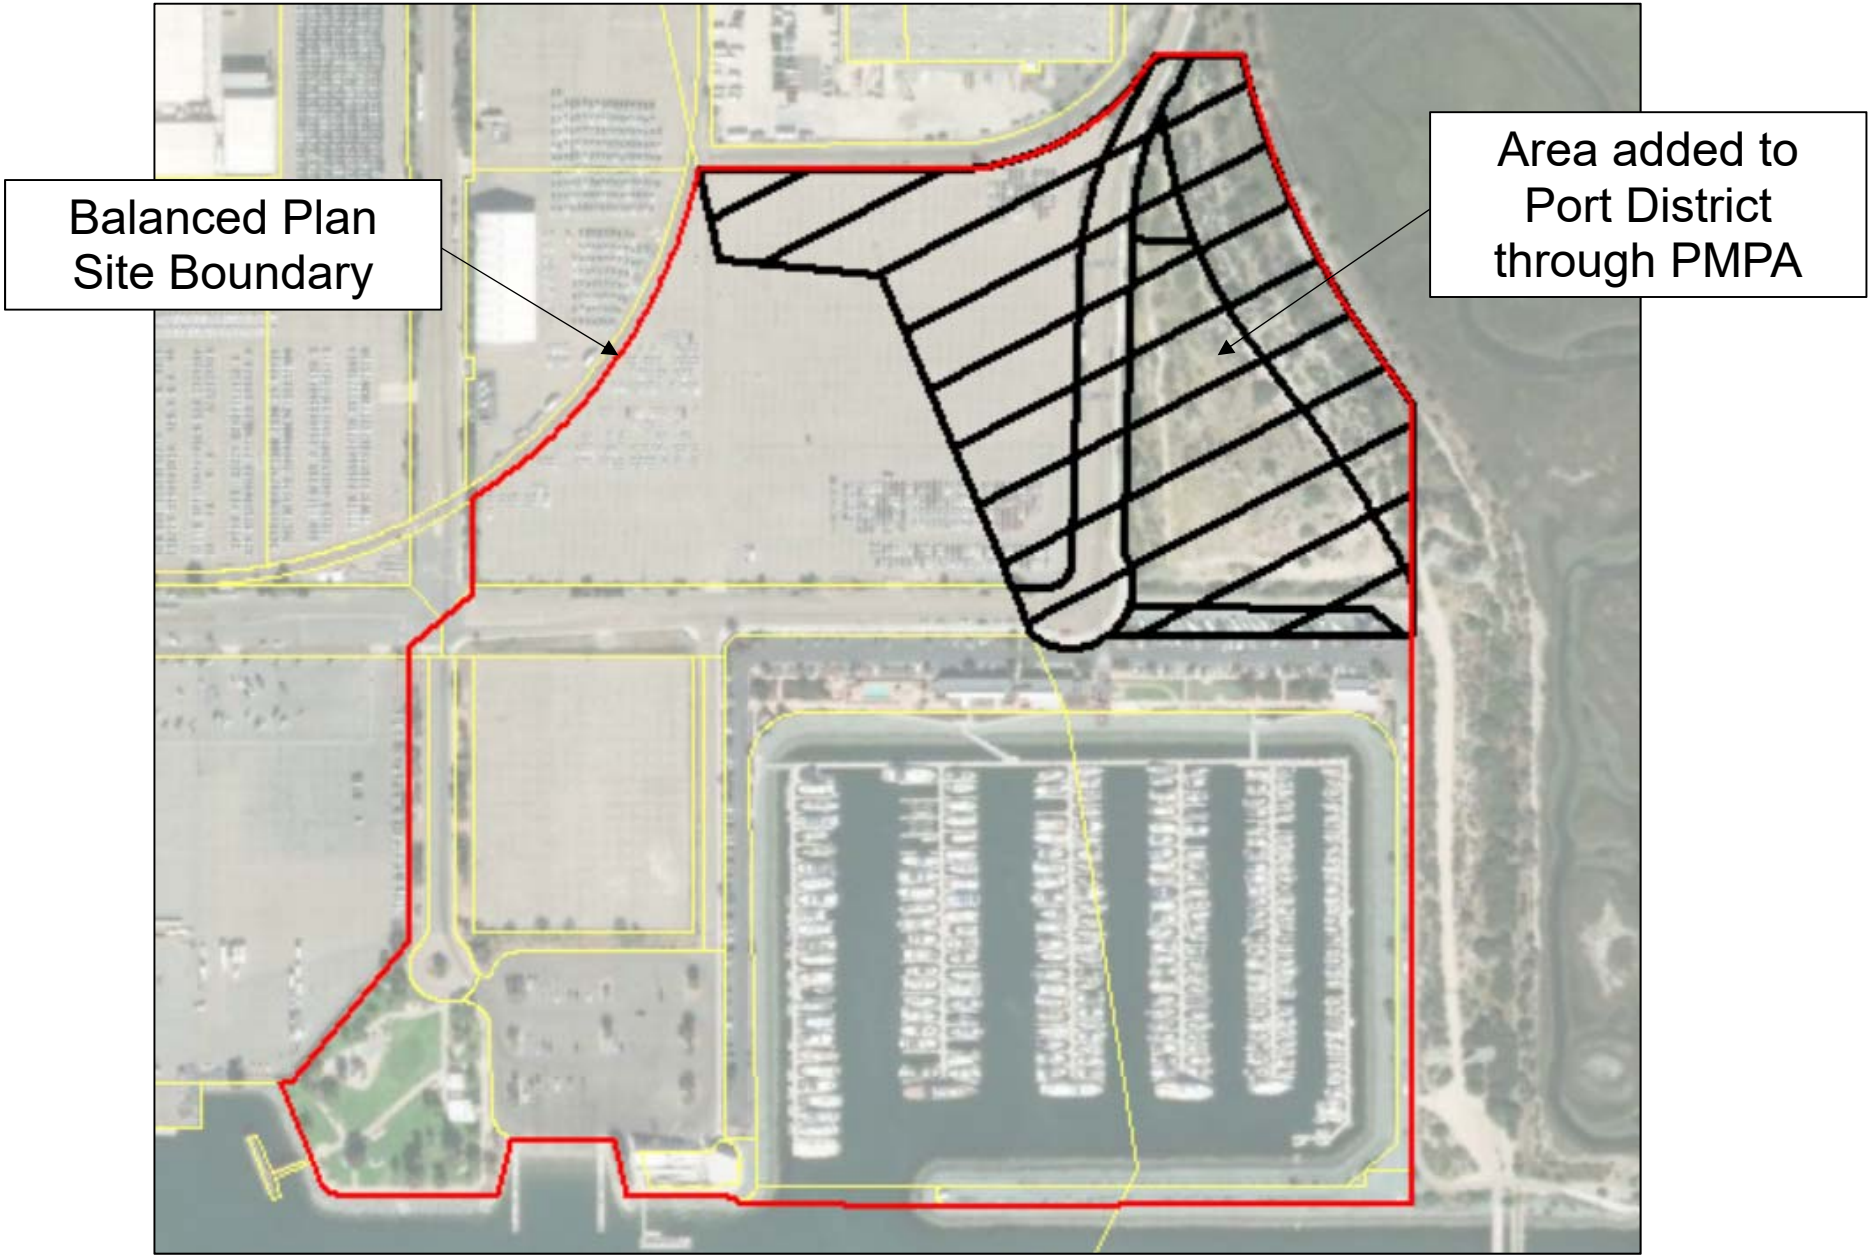 Balanced Plan
Site Boundary
Area added to
Port District
through PMPA